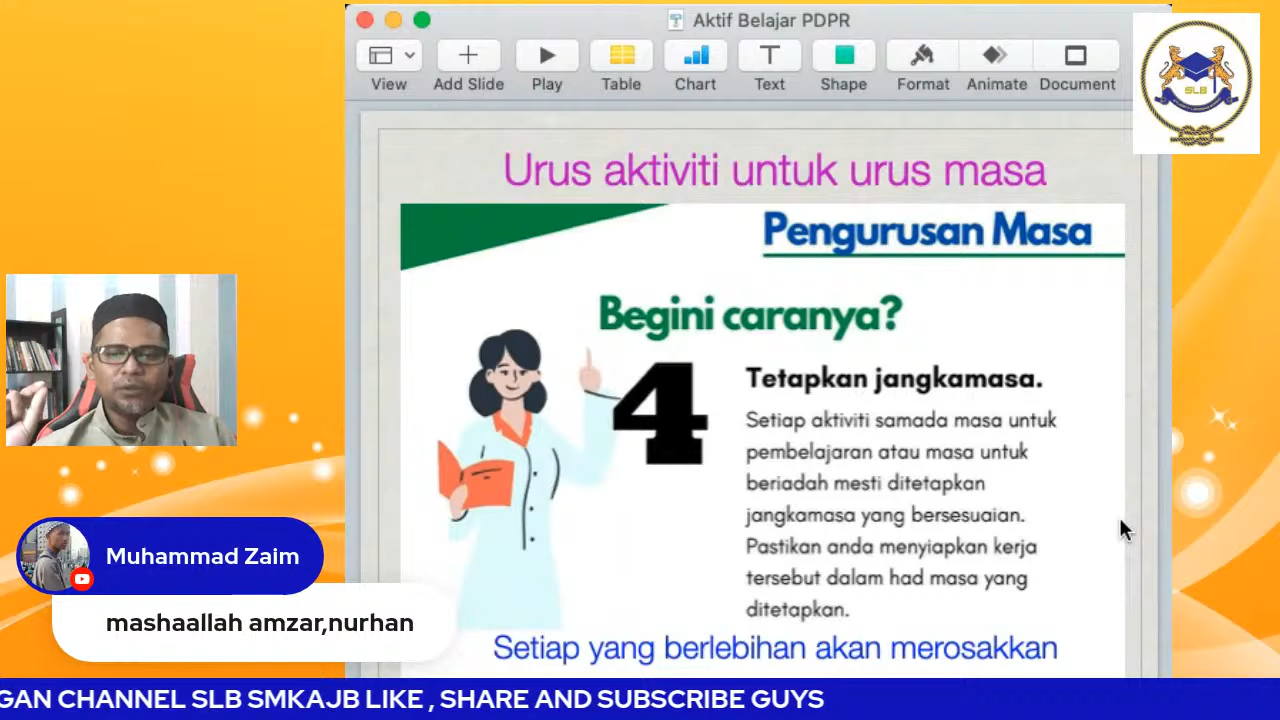 Aktif Belajar PDPR
View
Add Slide
Play
Table
Chart
Text
Shape
Format
Animate
Document
SLB
Urus aktiviti untuk urus masa
Pengurusan Masa
Begini caranya?
4
Tetapkan jangkamasa.
Setiap aktiviti samada masa untuk
pembelajaran atau masa untuk
beriadah mesti ditetapkan
jangkamasa yang bersesuaian.
Pastikan anda menyiapkan kerja
tersebut dalam had masa yang
ditetapkan.
Setiap yang berlebihan akan merosakkan
Muhammad Zaim
mashaallah amzar,nurhan
GAN CHANNEL SLB SMKAJB LIKE , SHARE AND SUBSCRIBE GUYS